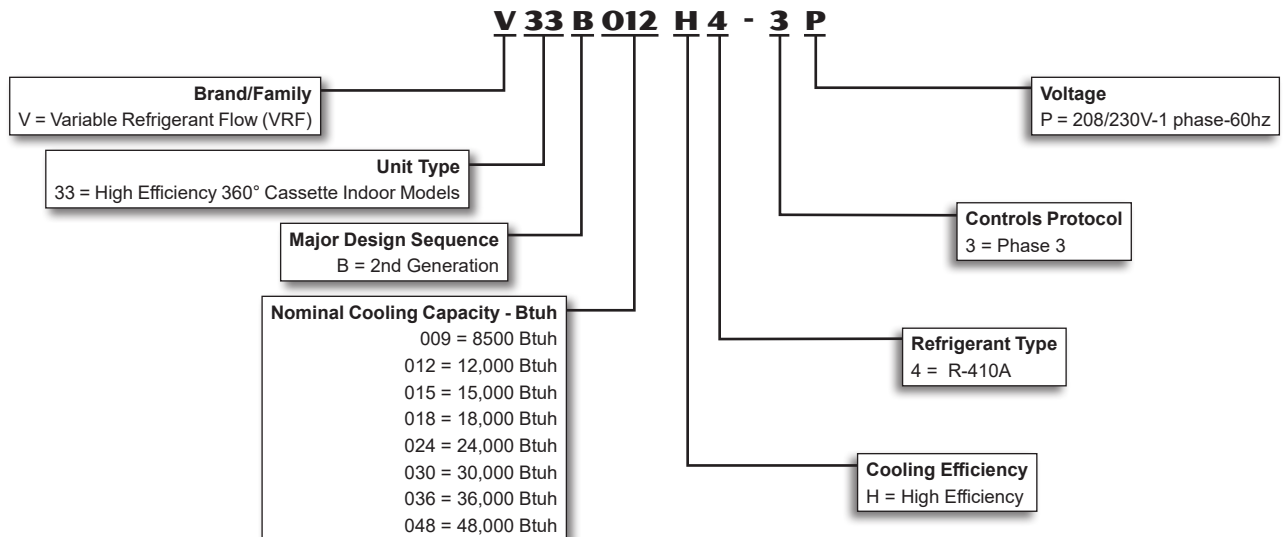 V 33 B 012 H 4 - 3 P
Brand/Family
V = Variable Refrigerant Flow (VRF)
Unit Type
33 = High Efficiency 360° Cassette Indoor Models
Major Design Sequence
B = 2nd Generation
Nominal Cooling Capacity - Btuh
009 = 8500 Btuh
012 = 12,000 Btuh
015 = 15,000 Btuh
018 = 18,000 Btuh
024 = 24,000 Btuh
030 = 30,000 Btuh
036 = 36,000 Btuh
048 = 48,000 Btuh
Voltage
P = 208/230V-1 phase-60hz
Controls Protocol
3 = Phase 3
Refrigerant Type
4 = R-410A
Cooling Efficiency
H = High Efficiency